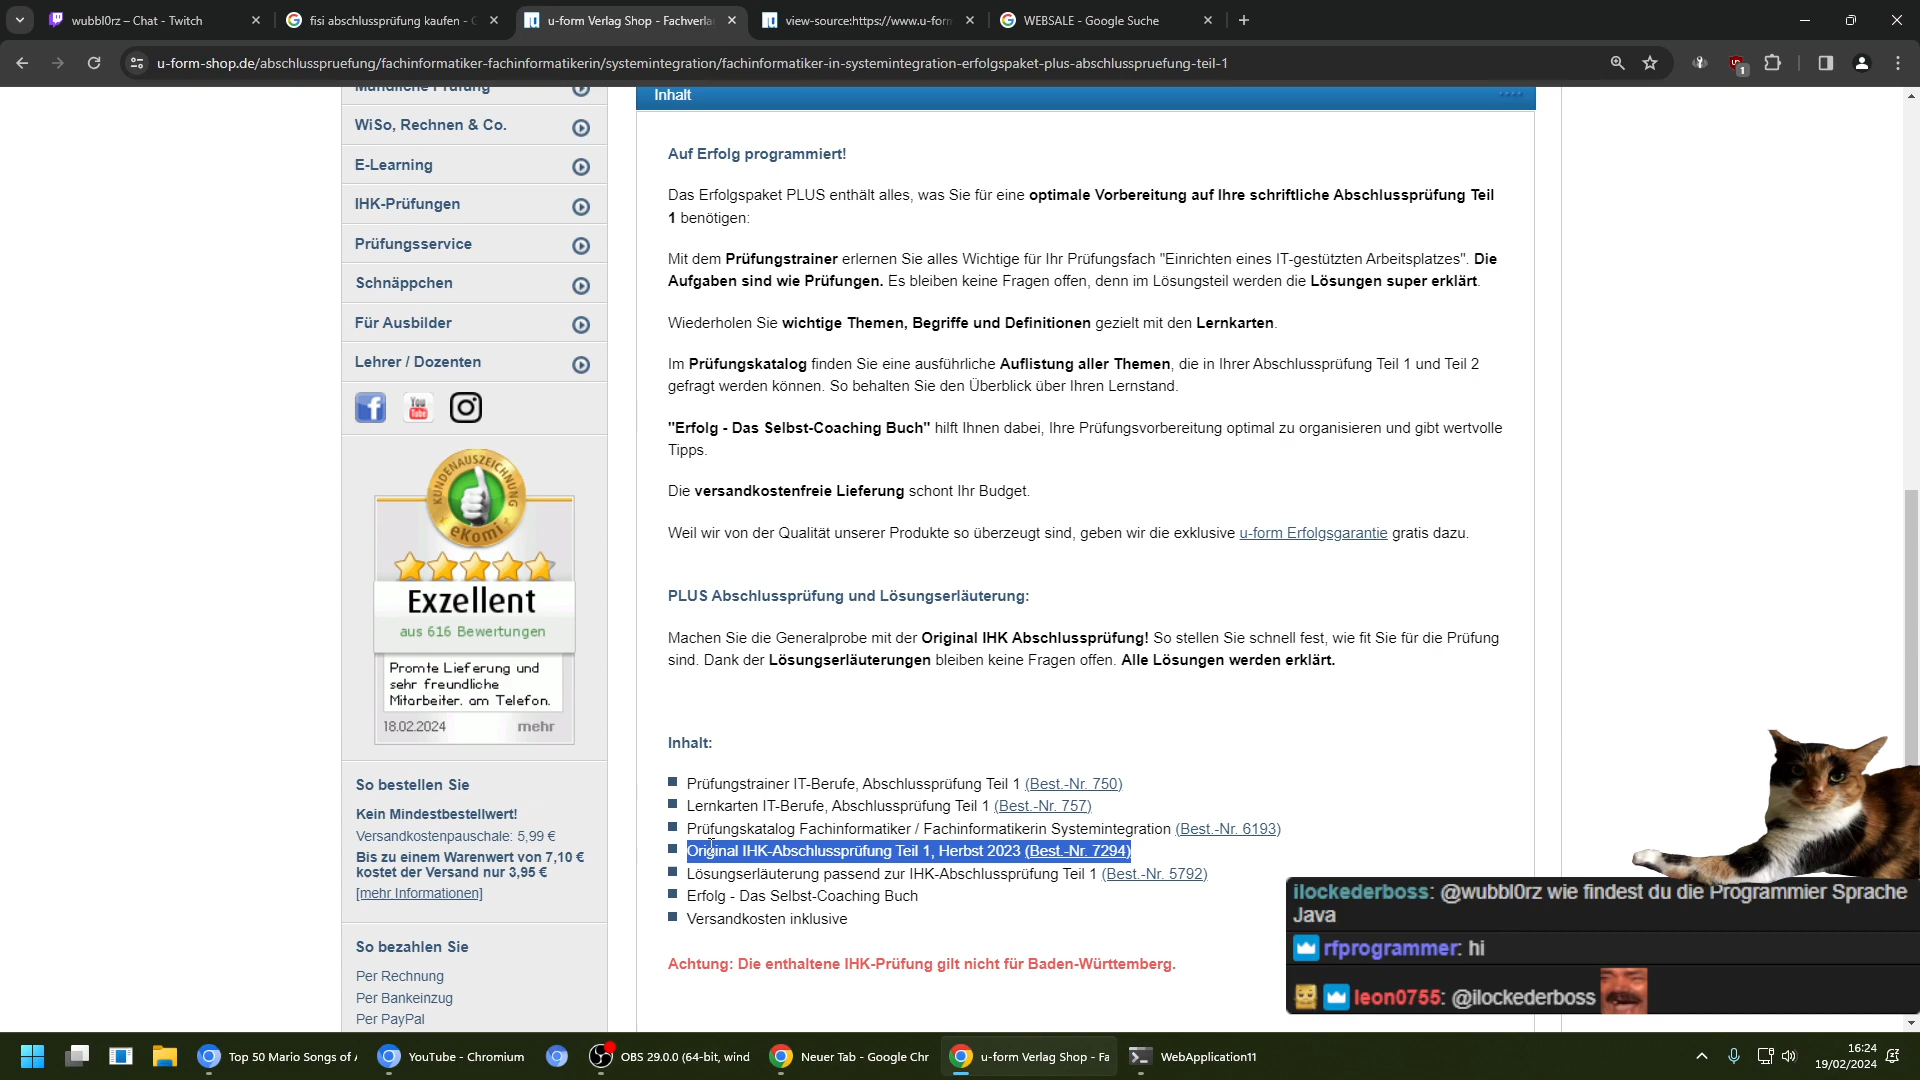 wubbl0rz – Chat - Twitch
fisi abschlussprüfung kaufen - G
u-form Verlag Shop - Fachverla
view-source:https://www.u-form
WEBSALE - Google Suche
u-form-shop.de/abschlusspruefung/fachinformatiker-fachinformatikerin/systemintegration/fachinformatiker-in-systemintegration-erfolgspaket-plus-abschlusspruefung-teil-1
1
Mündliche Prüfung
WiSo, Rechnen & Co.
E-Learning
IHK-Prüfungen
Prüfungsservice
Schnäppchen
Für Ausbilder
Lehrer / Dozenten
You
Tube
KUNDENAUSZEICHNUNG
eKomi
Exzellent
aus 616 Bewertungen
Promte Lieferung und
sehr freundliche
Mitarbeiter. am Telefon.
18.02.2024 mehr
So bestellen Sie
Kein Mindestbestellwert!
Versandkostenpauschale: 5,99 €
Bis zu einem Warenwert von 7,10 €
kostet der Versand nur 3,95 €
[mehr Informationen]
So bezahlen Sie
Per Rechnung
Per Bankeinzug
Per PayPal
Inhalt
Auf Erfolg programmiert!
Das Erfolgspaket PLUS enthält alles, was Sie für eine optimale Vorbereitung auf Ihre schriftliche Abschlussprüfung Teil
1 benötigen:
Mit dem Prüfungstrainer erlernen Sie alles Wichtige für Ihr Prüfungsfach "Einrichten eines IT-gestützten Arbeitsplatzes". Die
Aufgaben sind wie Prüfungen. Es bleiben keine Fragen offen, denn im Lösungsteil werden die Lösungen super erklärt.
Wiederholen Sie wichtige Themen, Begriffe und Definitionen gezielt mit den Lernkarten.
Im Prüfungskatalog finden Sie eine ausführliche Auflistung aller Themen, die in Ihrer Abschlussprüfung Teil 1 und Teil 2
gefragt werden können. So behalten Sie den Überblick über Ihren Lernstand.
"Erfolg - Das Selbst-Coaching Buch" hilft Ihnen dabei, Ihre Prüfungsvorbereitung optimal zu organisieren und gibt wertvolle
Tipps.
Die versandkostenfreie Lieferung schont Ihr Budget.
Weil wir von der Qualität unserer Produkte so überzeugt sind, geben wir die exklusive u-form Erfolgsgarantie gratis dazu.
PLUS Abschlussprüfung und Lösungserläuterung:
Machen Sie die Generalprobe mit der Original IHK Abschlussprüfung! So stellen Sie schnell fest, wie fit Sie für die Prüfung
sind. Dank der Lösungserläuterungen bleiben keine Fragen offen. Alle Lösungen werden erklärt.
Inhalt:
Prüfungstrainer IT-Berufe, Abschlussprüfung Teil 1 (Best.-Nr. 750)
Lernkarten IT-Berufe, Abschlussprüfung Teil 1 (Best.-Nr. 757)
Prüfungskatalog Fachinformatiker / Fachinformatikerin Systemintegration (Best.-Nr. 6193)
Original IHK-Abschlussprüfung Teil 1, Herbst 2023 (Best.-Nr. 7294)
Lösungserläuterung passend zur IHK-Abschlussprüfung Teil 1 (Best.-Nr. 5792)
Erfolg - Das Selbst-Coaching Buch
Versandkosten inklusive
Achtung: Die enthaltene IHK-Prüfung gilt nicht für Baden-Württemberg.
ilockederboss: @wubbl0rz wie findest du die Programmier Sprache
Java
rfprogrammer: hi
leon0755: @ilockederboss
Top 50 Mario Songs of A
YouTube - Chromium
OBS 29.0.0 (64-bit, wind
Neuer Tab - Google Chr
u-form Verlag Shop - Fa
WebApplication11
16:24
19/02/2024